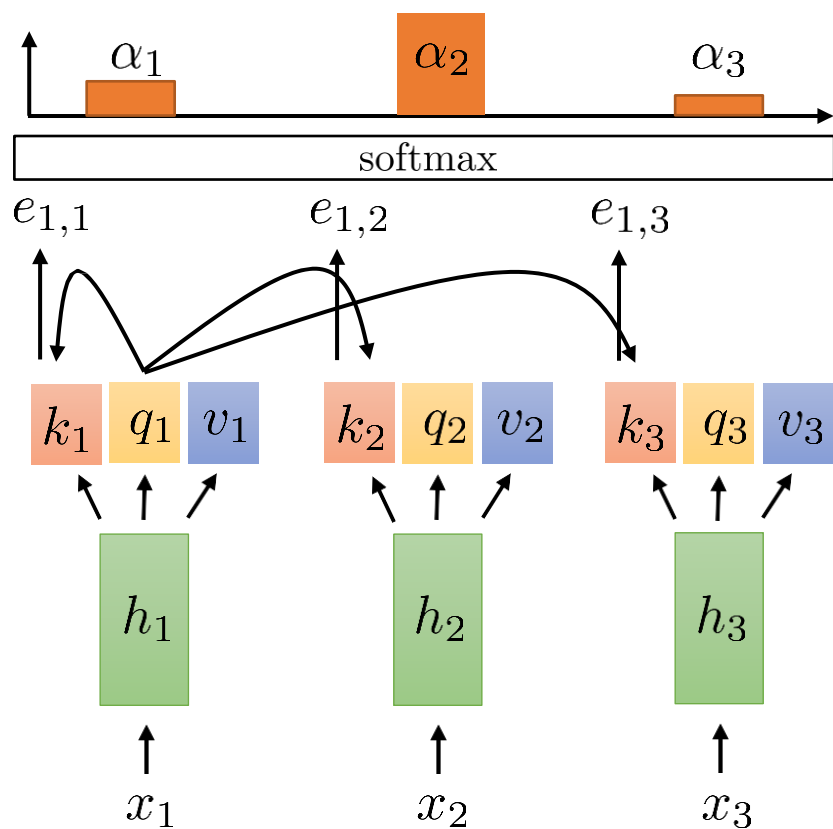 α₁ α₂ α₃
softmax
e₁,₁ e₁,₂ e₁,₃
k₁ q₁ v₁ k₂ q₂ v₂ k₃ q₃ v₃
h₁ h₂ h₃
x₁ x₂ x₃